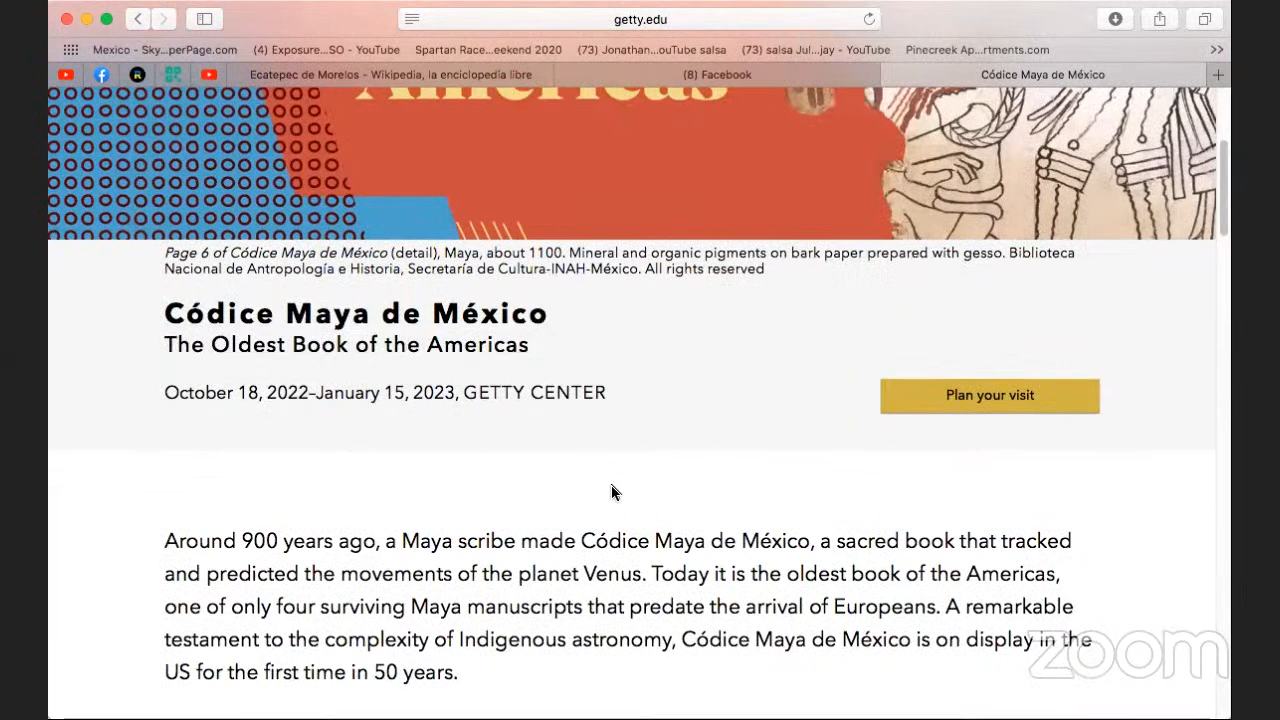 getty.edu
Mexico - Sky...perPage.com (4) Exposure...SO - YouTube Spartan Race...eekend 2020 (73) Jonathan...ouTube salsa (73) salsa Jul...jay - YouTube Pinecreek Ap...rtments.com
Ecatepec de Morelos - Wikipedia, la enciclopedia libre (8) Facebook Códice Maya de México
Americas
Page 6 of Códice Maya de México (detail), Maya, about 1100. Mineral and organic pigments on bark paper prepared with gesso. Biblioteca
Nacional de Antropología e Historia, Secretaría de Cultura-INAH-México. All rights reserved
Códice Maya de México
The Oldest Book of the Americas
October 18, 2022–January 15, 2023, GETTY CENTER
Plan your visit
Around 900 years ago, a Maya scribe made Códice Maya de México, a sacred book that tracked
and predicted the movements of the planet Venus. Today it is the oldest book of the Americas,
one of only four surviving Maya manuscripts that predate the arrival of Europeans. A remarkable
testament to the complexity of Indigenous astronomy, Códice Maya de México is on display in the
US for the first time in 50 years.
zoom